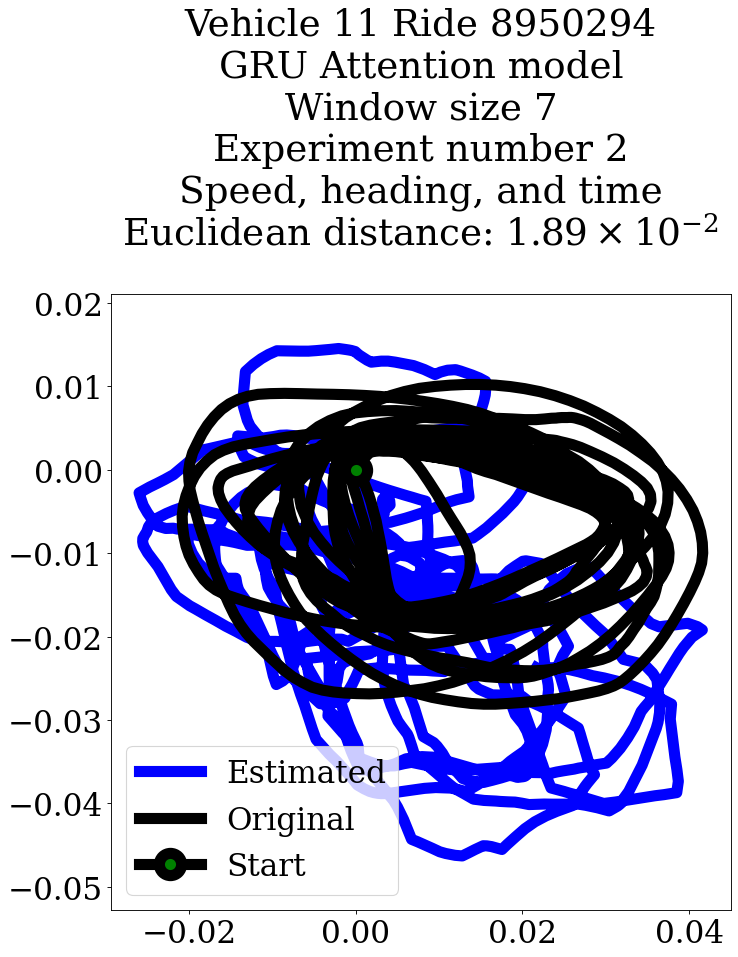 Vehicle 11 Ride 8950294
GRU Attention model
Window size 7
Experiment number 2
Speed, heading, and time
Euclidean distance: 1.89 × 10⁻²
0.02
0.01
0.00
−0.01
−0.02
−0.03
−0.04
−0.05
Estimated
Original
Start
−0.02
0.00
0.02
0.04